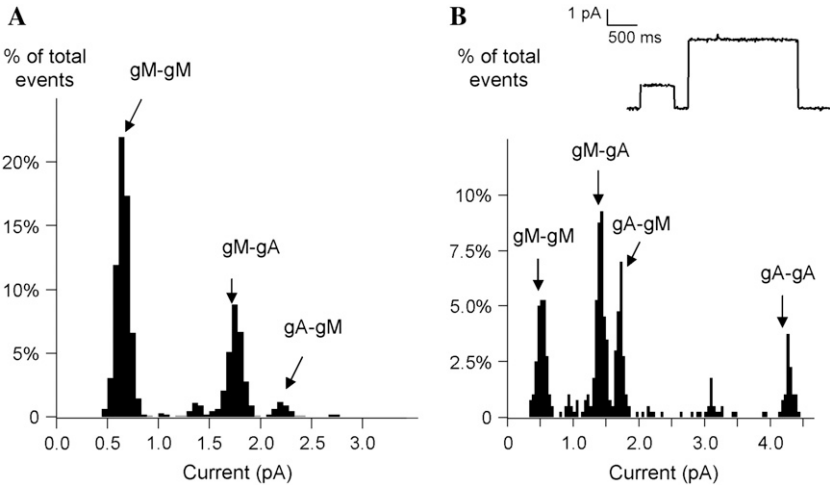 A
% of total
events
gM-gM
gM-gA
gA-gM
20%
15%
10%
5%
0
0.0 0.5 1.0 1.5 2.0 2.5 3.0
Current (pA)
B
1 pA
500 ms
% of total
events
gM-gA
gM-gM
gA-gM
gA-gA
10%
7.5%
5.0%
2.5%
0
0 1.0 2.0 3.0 4.0
Current (pA)